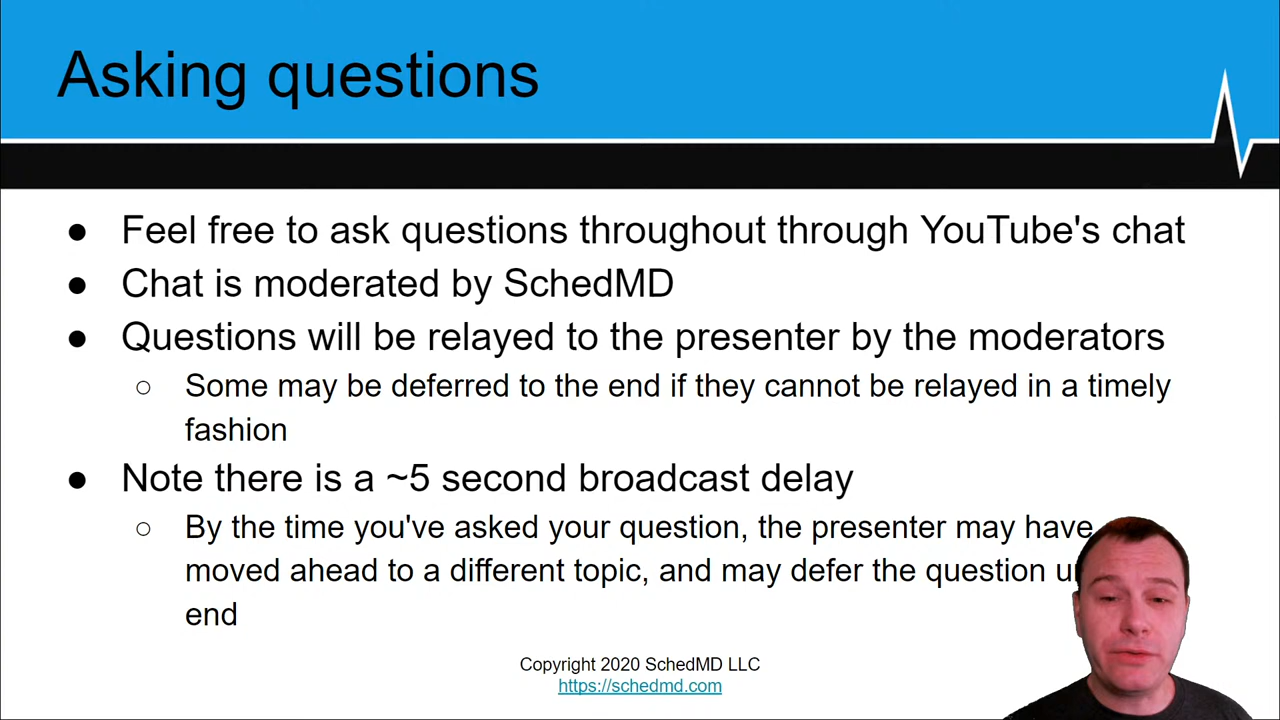 Asking questions
● Feel free to ask questions throughout through YouTube's chat
● Chat is moderated by SchedMD
● Questions will be relayed to the presenter by the moderators
○ Some may be deferred to the end if they cannot be relayed in a timely
fashion
● Note there is a ~5 second broadcast delay
○ By the time you've asked your question, the presenter may have
moved ahead to a different topic, and may defer the question
end
Copyright 2020 SchedMD LLC
https://schedmd.com